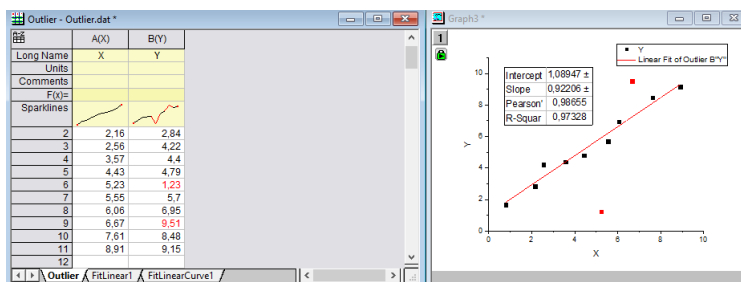 Outlier - Outlier.dat *
A(X) B(Y)
Long Name X Y
Units
Comments
F(x)=
Sparklines
2 2,16 2,84
3 2,56 4,22
4 3,57 4,4
5 4,43 4,79
6 5,23 1,23
7 5,55 5,7
8 6,06 6,95
9 6,67 9,51
10 7,61 8,48
11 8,91 9,15
12
Outlier FitLinear1 FitLinearCurve1
Graph3 *
1
Y
Linear Fit of Outlier B"Y"
Intercept 1,08947 ±
Slope 0,92206 ±
Pearson' 0,98655
R-Squar 0,97328
10
8
6
4
2
0
Y
0 2 4 6 8 10
X